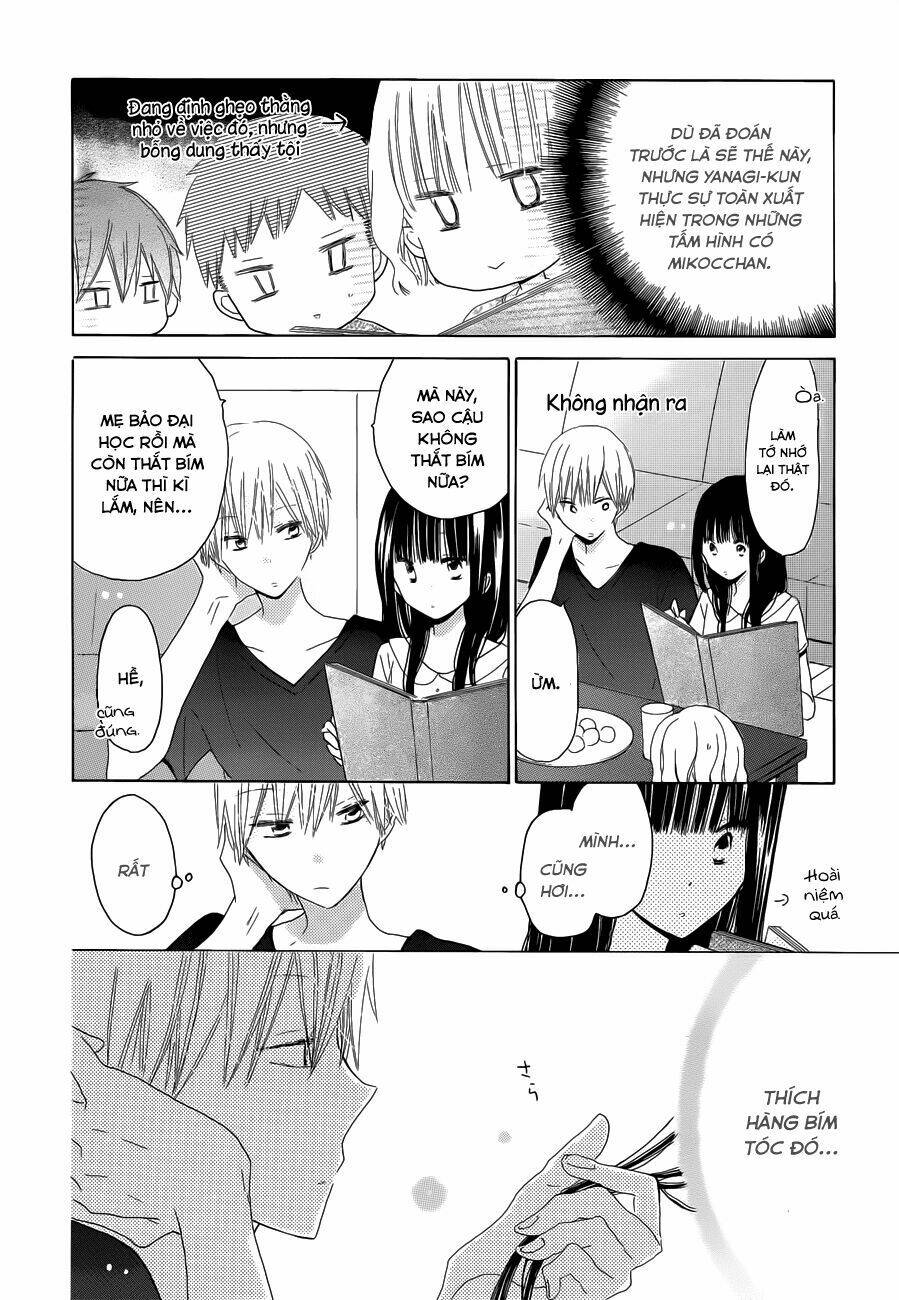 DÙ ĐÃ ĐOÁN
TRƯỚC LÀ SẼ THẾ NÀY,
NHƯNG YANAGI-KUN
THỰC SỰ TOÀN XUẤT
HIỆN TRONG NHỮNG
TẤM HÌNH CÓ
MIKOCCHAN.
Đang định ghẹo thằng
nhỏ về việc đó, nhưng
bỗng dung thấy tội
Òa.
LÀM
TỚ NHỚ
LẠI THẬT
ĐÓ.
Không nhận ra
ỪM.
MÀ NÀY,
SAO CẬU
KHÔNG
THẮT BÍM
NỮA?
MẸ BẢO ĐẠI
HỌC RỒI MÀ
CÒN THẮT BÍM
NỮA THÌ KÌ
LẮM, NÊN...
HỀ,
cũng
đúng.
Hoài
niệm
quá
MÌNH...
CŨNG
HƠI...
RẤT
THÍCH
HÀNG BÍM
TÓC ĐÓ...
さら